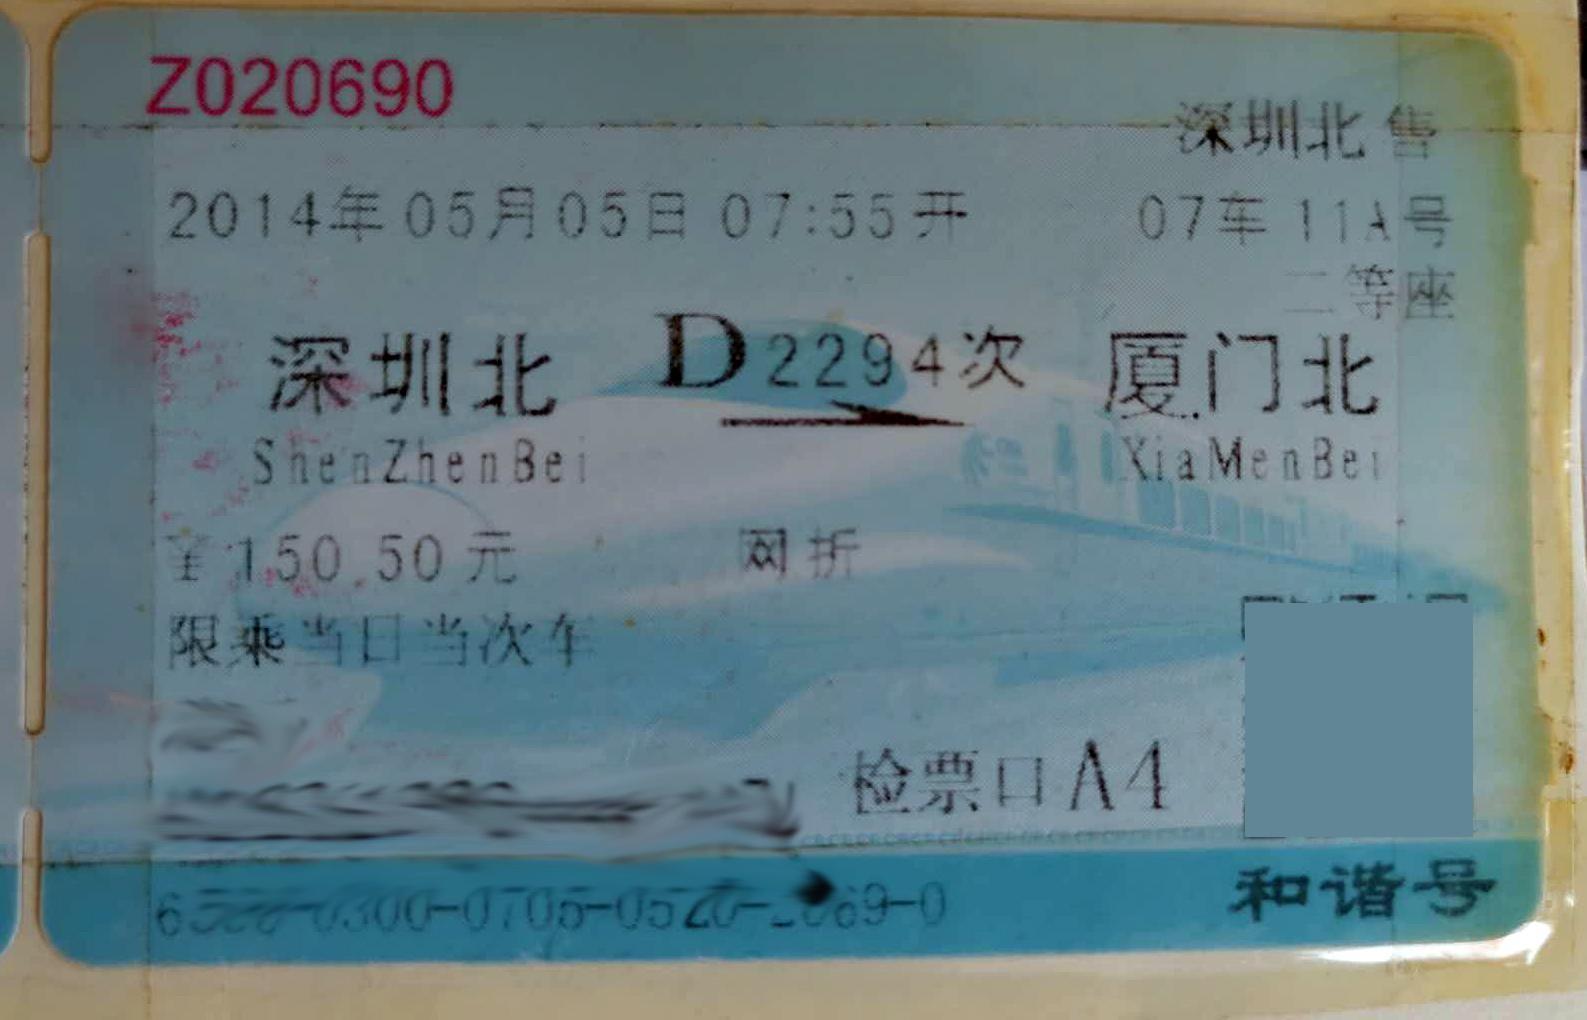 Z020690
深圳北 售
2014年05月05日 07:55开 07车 11A号
二等座
深圳北 D2294次 厦门北
ShenZhenBei XiaMenBei
¥150.50元 网折
限乘当日当次车
检票口A4
和谐号